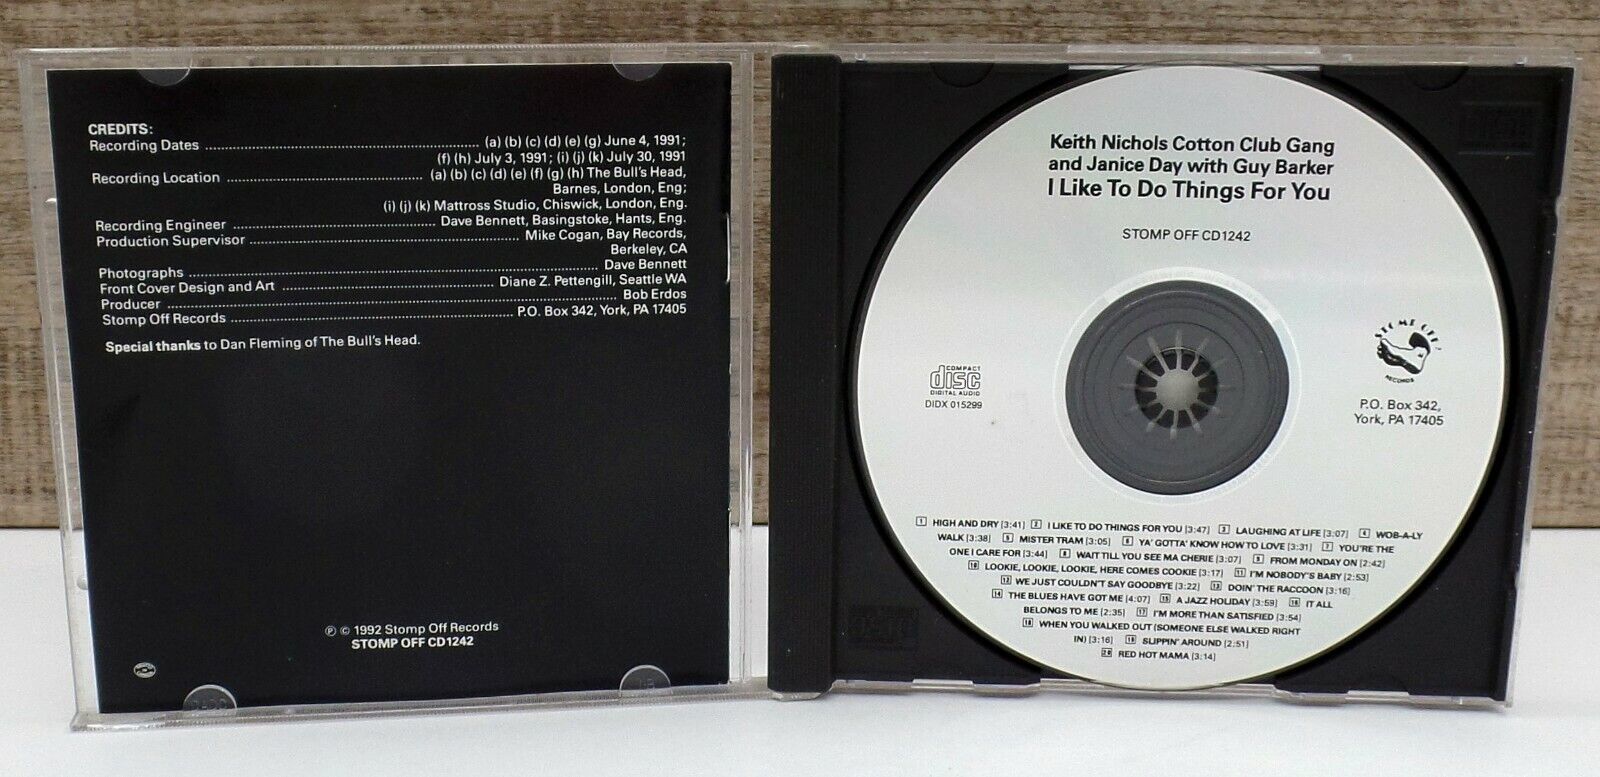 CREDITS:
Recording Dates .......... (a) (b) (c) (d) (e) (g) June 4, 1991;
(f) (h) July 3, 1991; (i) (j) (k) July 30, 1991
Recording Location .......... (a) (b) (c) (d) (e) (f) (g) (h) The Bull's Head,
Barnes, London, Eng;
(i) (j) (k) Mattross Studio, Chiswick, London, Eng.
Recording Engineer .......... Dave Bennett, Basingstoke, Hants, Eng.
Production Supervisor .......... Mike Cogan, Bay Records,
Berkeley, CA
Photographs .......... Dave Bennett
Front Cover Design and Art .......... Diane Z. Pettengill, Seattle WA
Producer .......... Bob Erdos
Stomp Off Records .......... P.O. Box 342, York, PA 17405
Special thanks to Dan Fleming of The Bull's Head.
℗ © 1992 Stomp Off Records
STOMP OFF CD1242
Keith Nichols Cotton Club Gang
and Janice Day with Guy Barker
I Like To Do Things For You
STOMP OFF CD1242
COMPACT
disc
DIGITAL AUDIO
DIDX 015299
STOMP OFF!
RECORDS
P.O. Box 342,
York, PA 17405
1 HIGH AND DRY [3:41] 2 I LIKE TO DO THINGS FOR YOU [3:47] 3 LAUGHING AT LIFE [3:07] 4 WOB-A-LY
WALK [3:38] 5 MISTER TRAM [3:05] 6 YA' GOTTA' KNOW HOW TO LOVE [3:31] 7 YOU'RE THE
ONE I CARE FOR [3:44] 8 WAIT TILL YOU SEE MA CHERIE [3:07] 9 FROM MONDAY ON [2:42]
10 LOOKIE, LOOKIE, LOOKIE, HERE COMES COOKIE [3:17] 11 I'M NOBODY'S BABY [2:53]
12 WE JUST COULDN'T SAY GOODBYE [3:22] 13 DOIN' THE RACCOON [3:16]
14 THE BLUES HAVE GOT ME [4:07] 15 A JAZZ HOLIDAY [3:59] 16 IT ALL
BELONGS TO ME [2:35] 17 I'M MORE THAN SATISFIED [3:54]
18 WHEN YOU WALKED OUT (SOMEONE ELSE WALKED RIGHT
IN) [3:16] 19 SLIPPIN' AROUND [2:51]
20 RED HOT MAMA [3:14]